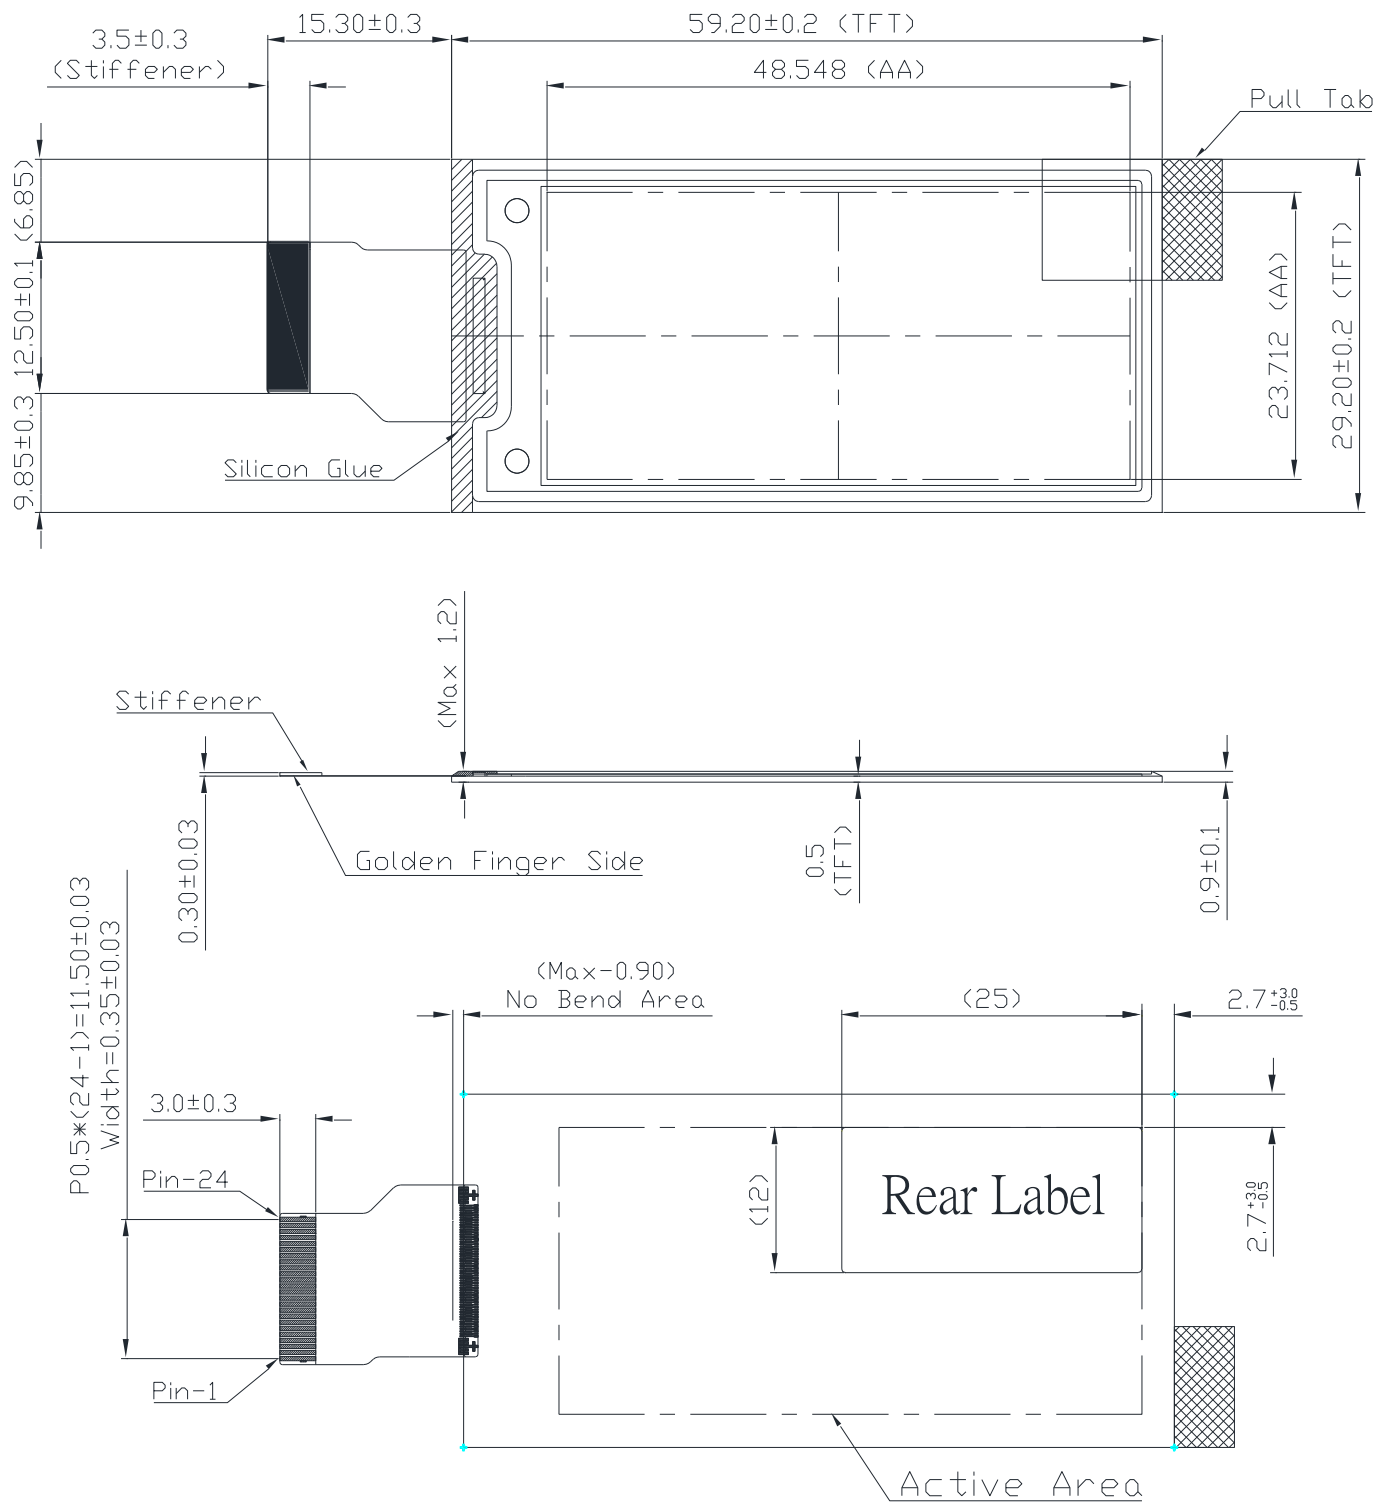 15.30±0.3
59.20±0.2 (TFT)
3.5±0.3
(Stiffener)
48.548 (AA)
Pull Tab
(6.85)
12.50±0.1
9.85±0.3
23.712 (AA)
29.20±0.2 (TFT)
Silicon Glue
(Max 1.2)
Stiffener
0.30±0.03
Golden Finger Side
0.5
(TFT)
0.9±0.1
P0.5*(24-1)=11.50±0.03
Width=0.35±0.03
(Max-0.90)
No Bend Area
(25)
2.7+3.0
-0.5
3.0±0.3
Pin-24
(12)
Rear Label
2.7+3.0
-0.5
Pin-1
Active Area